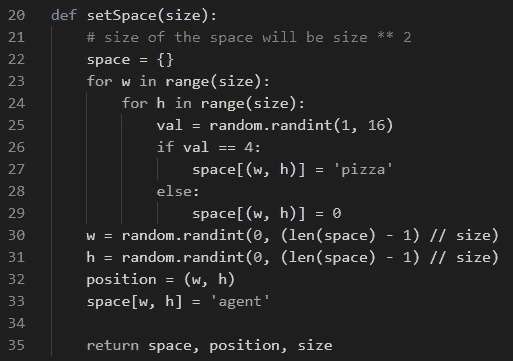 20 def setSpace(size):
21     # size of the space will be size ** 2
22     space = {}
23     for w in range(size):
24         for h in range(size):
25             val = random.randint(1, 16)
26             if val == 4:
27                 space[(w, h)] = 'pizza'
28             else:
29                 space[(w, h)] = 0
30     w = random.randint(0, (len(space) - 1) // size)
31     h = random.randint(0, (len(space) - 1) // size)
32     position = (w, h)
33     space[w, h] = 'agent'
34
35     return space, position, size